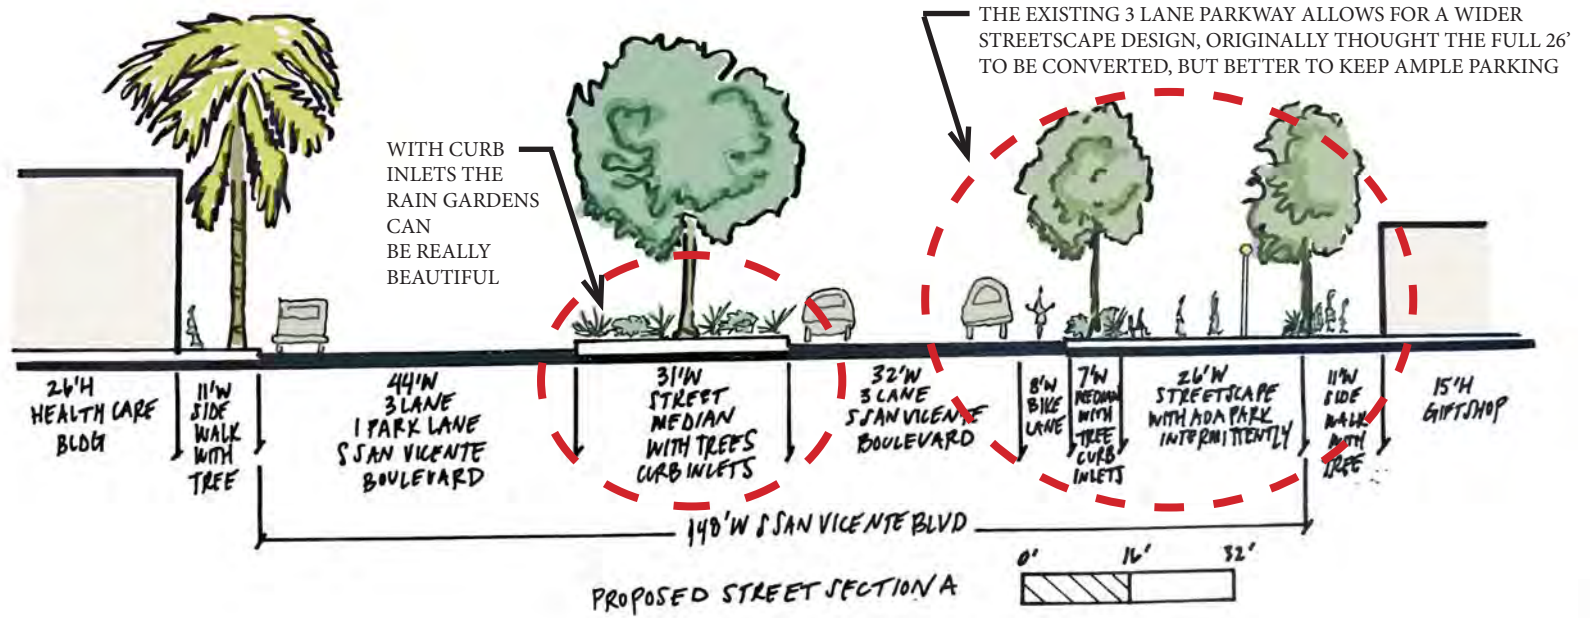 THE EXISTING 3 LANE PARKWAY ALLOWS FOR A WIDER
STREETSCAPE DESIGN, ORIGINALLY THOUGHT THE FULL 26'
TO BE CONVERTED, BUT BETTER TO KEEP AMPLE PARKING
WITH CURB
INLETS THE
RAIN GARDENS
CAN
BE REALLY
BEAUTIFUL
26'H
HEALTH CARE
BLDG
11'W
SIDE
WALK
WITH
TREE
44'W
3 LANE
1 PARK LANE
S SAN VICENTE
BOULEVARD
31'W
STREET
MEDIAN
WITH TREES
CURB INLETS
32'W
3 LANE
S SAN VICENTE
BOULEVARD
8'W
BIKE
LANE
7'W
MEDIAN
WITH
TREE
CURB
INLETS
26'W
STREETSCAPE
WITH ADA PARK
INTERMITTENTLY
11'W
SIDE
WALK
WITH
TREE
15'H
GIFTSHOP
148'W S SAN VICENTE BLVD
PROPOSED STREET SECTION A
0' 16' 32'